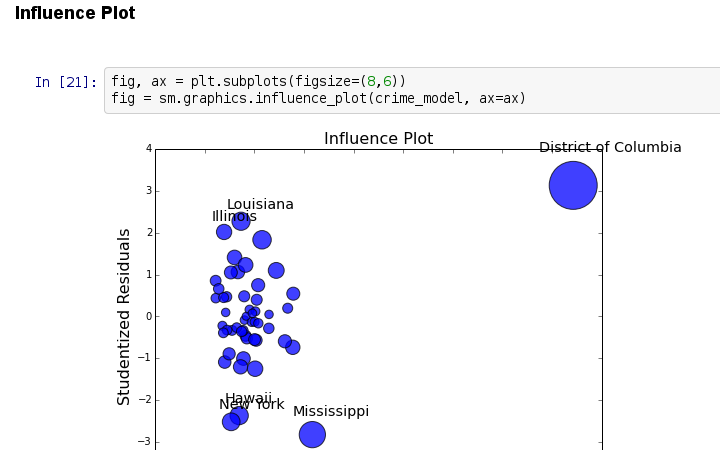 Influence Plot
In [21]: fig, ax = plt.subplots(figsize=(8,6))
fig = sm.graphics.influence_plot(crime_model, ax=ax)
Influence Plot
District of Columbia
Louisiana
Illinois
Hawaii
New York
Mississippi
Studentized Residuals
4
3
2
1
0
−1
−2
−3